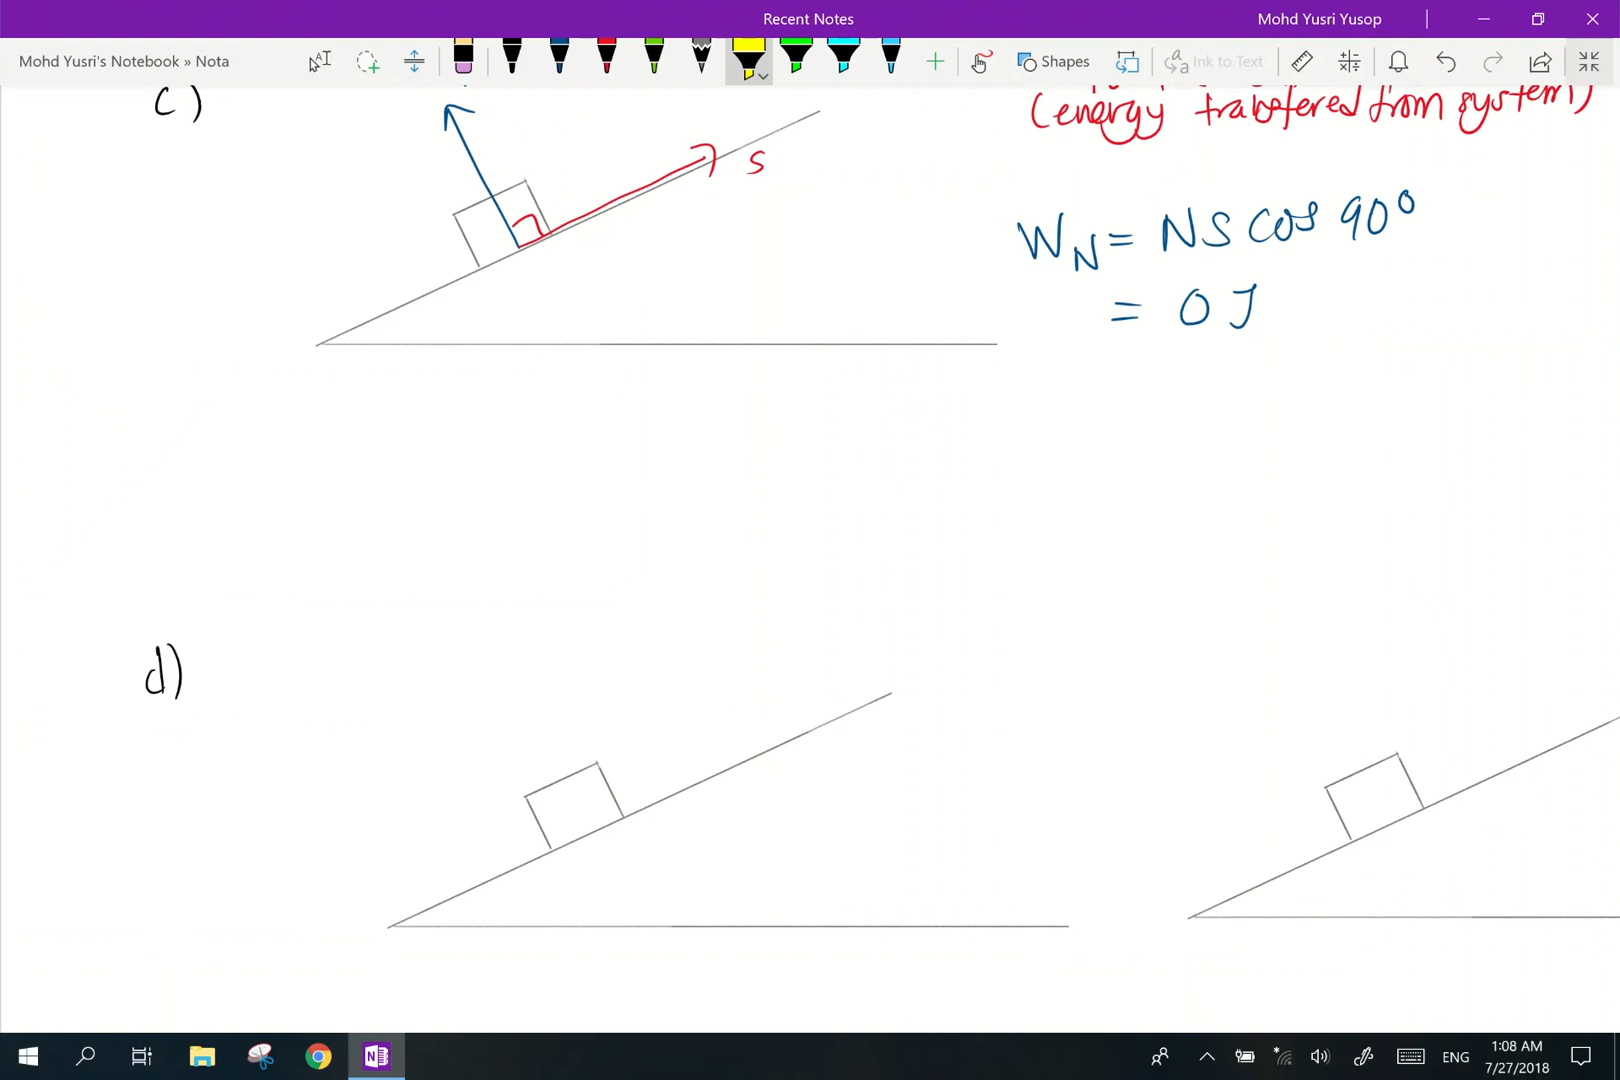 Recent Notes
Mohd Yusri Yusop
Mohd Yusri's Notebook » Nota
Shapes
Ink to Text
c)
(energy transfered from system)
S
W_N = NS cos 90°
= 0 J
d)
ENG
1:08 AM
7/27/2018